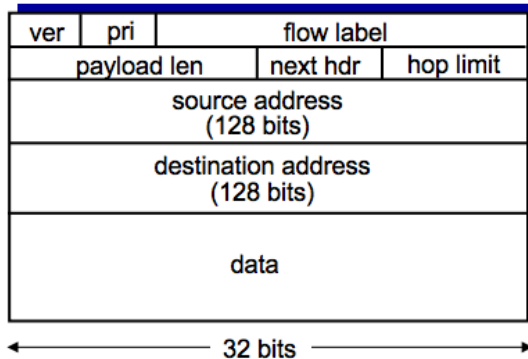 ver pri flow label
payload len next hdr hop limit
source address
(128 bits)
destination address
(128 bits)
data
32 bits